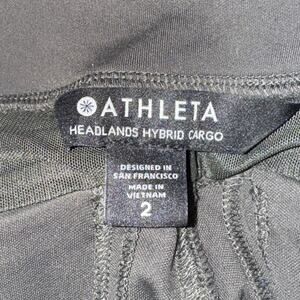 ATHLETA
HEADLANDS HYBRID CARGO
DESIGNED IN
SAN FRANCISCO
MADE IN
VIETNAM
2